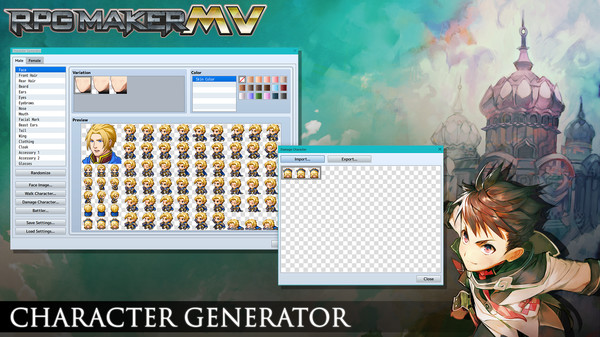 RPG MAKER MV
Male
Female
Face
Front Hair
Rear Hair
Beard
Ears
Eyes
Eyebrows
Nose
Mouth
Facial Mark
Beast Ears
Tail
Wing
Clothing
Cloak
Accessory 1
Accessory 2
Glasses
Randomize
Face Image...
Walk Character...
Damage Character...
Battler...
Save Settings...
Load Settings...
Variation
Color
Skin Color
Preview
Damage Character
Import...
Export...
Close
CHARACTER GENERATOR